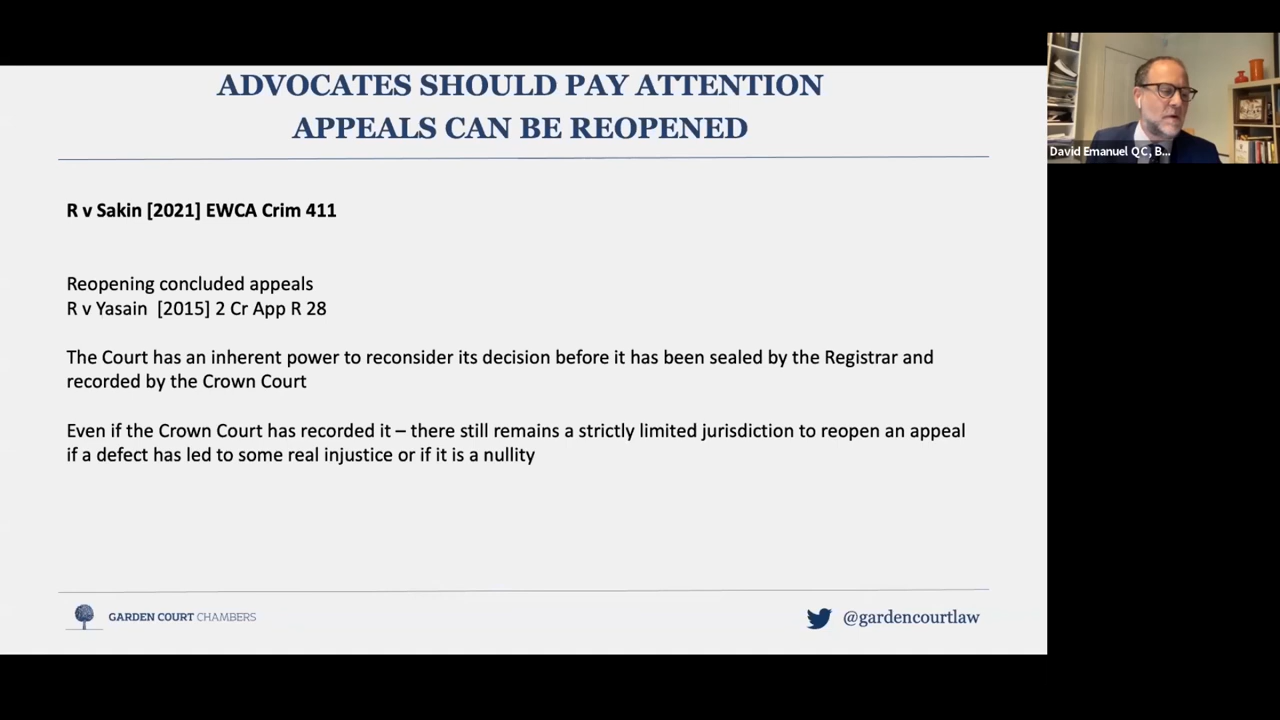 ADVOCATES SHOULD PAY ATTENTION
APPEALS CAN BE REOPENED
R v Sakin [2021] EWCA Crim 411
Reopening concluded appeals
R v Yasain [2015] 2 Cr App R 28
The Court has an inherent power to reconsider its decision before it has been sealed by the Registrar and
recorded by the Crown Court
Even if the Crown Court has recorded it – there still remains a strictly limited jurisdiction to reopen an appeal
if a defect has led to some real injustice or if it is a nullity
GARDEN COURT CHAMBERS
@gardencourtlaw
David Emanuel QC, B...